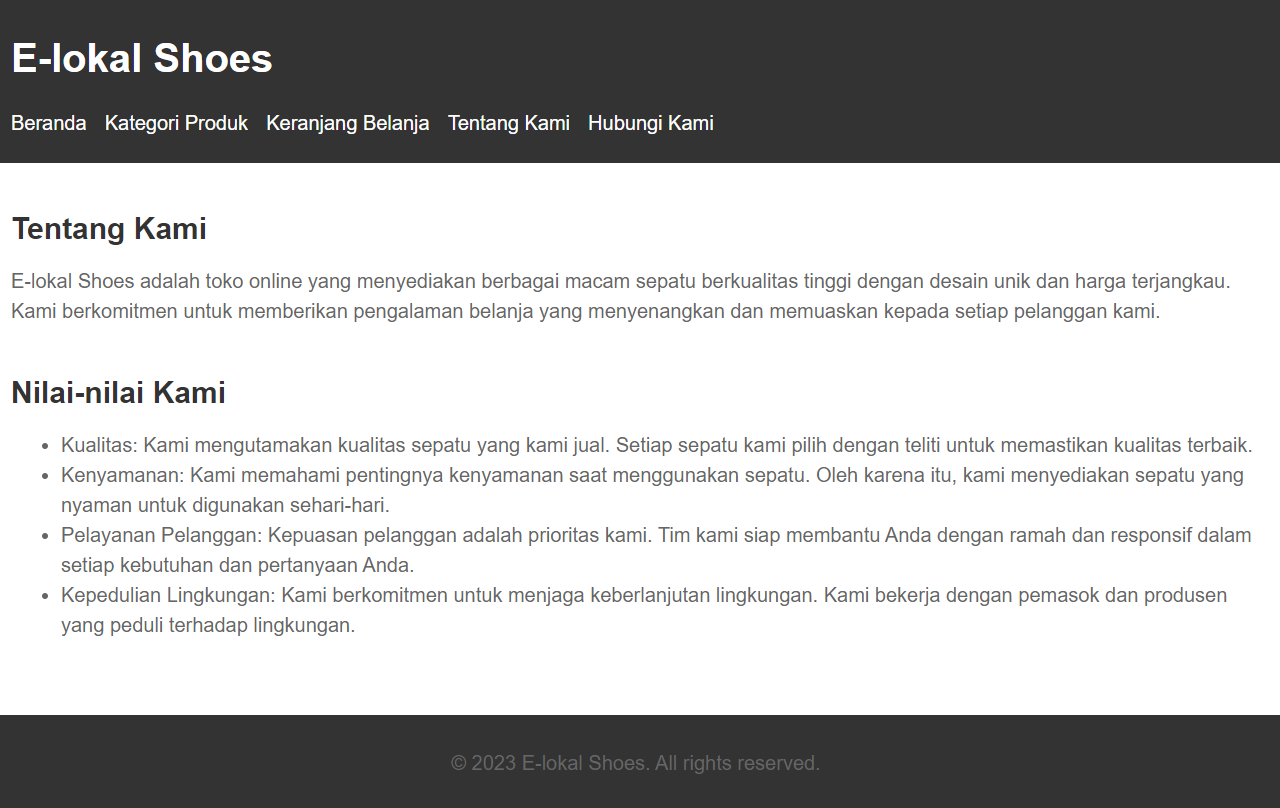 E-lokal Shoes
Beranda Kategori Produk Keranjang Belanja Tentang Kami Hubungi Kami
Tentang Kami
E-lokal Shoes adalah toko online yang menyediakan berbagai macam sepatu berkualitas tinggi dengan desain unik dan harga terjangkau.
Kami berkomitmen untuk memberikan pengalaman belanja yang menyenangkan dan memuaskan kepada setiap pelanggan kami.
Nilai-nilai Kami
• Kualitas: Kami mengutamakan kualitas sepatu yang kami jual. Setiap sepatu kami pilih dengan teliti untuk memastikan kualitas terbaik.
• Kenyamanan: Kami memahami pentingnya kenyamanan saat menggunakan sepatu. Oleh karena itu, kami menyediakan sepatu yang
nyaman untuk digunakan sehari-hari.
• Pelayanan Pelanggan: Kepuasan pelanggan adalah prioritas kami. Tim kami siap membantu Anda dengan ramah dan responsif dalam
setiap kebutuhan dan pertanyaan Anda.
• Kepedulian Lingkungan: Kami berkomitmen untuk menjaga keberlanjutan lingkungan. Kami bekerja dengan pemasok dan produsen
yang peduli terhadap lingkungan.
© 2023 E-lokal Shoes. All rights reserved.